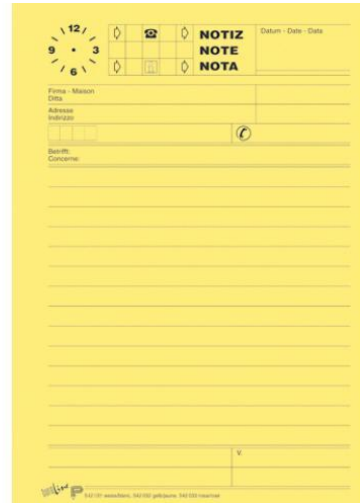 12
9 3
6
NOTIZ
NOTE
NOTA
Datum - Date - Data
Firma - Maison
Ditta
Adresse
Indirizzo
Betrifft:
Concerne:
V.